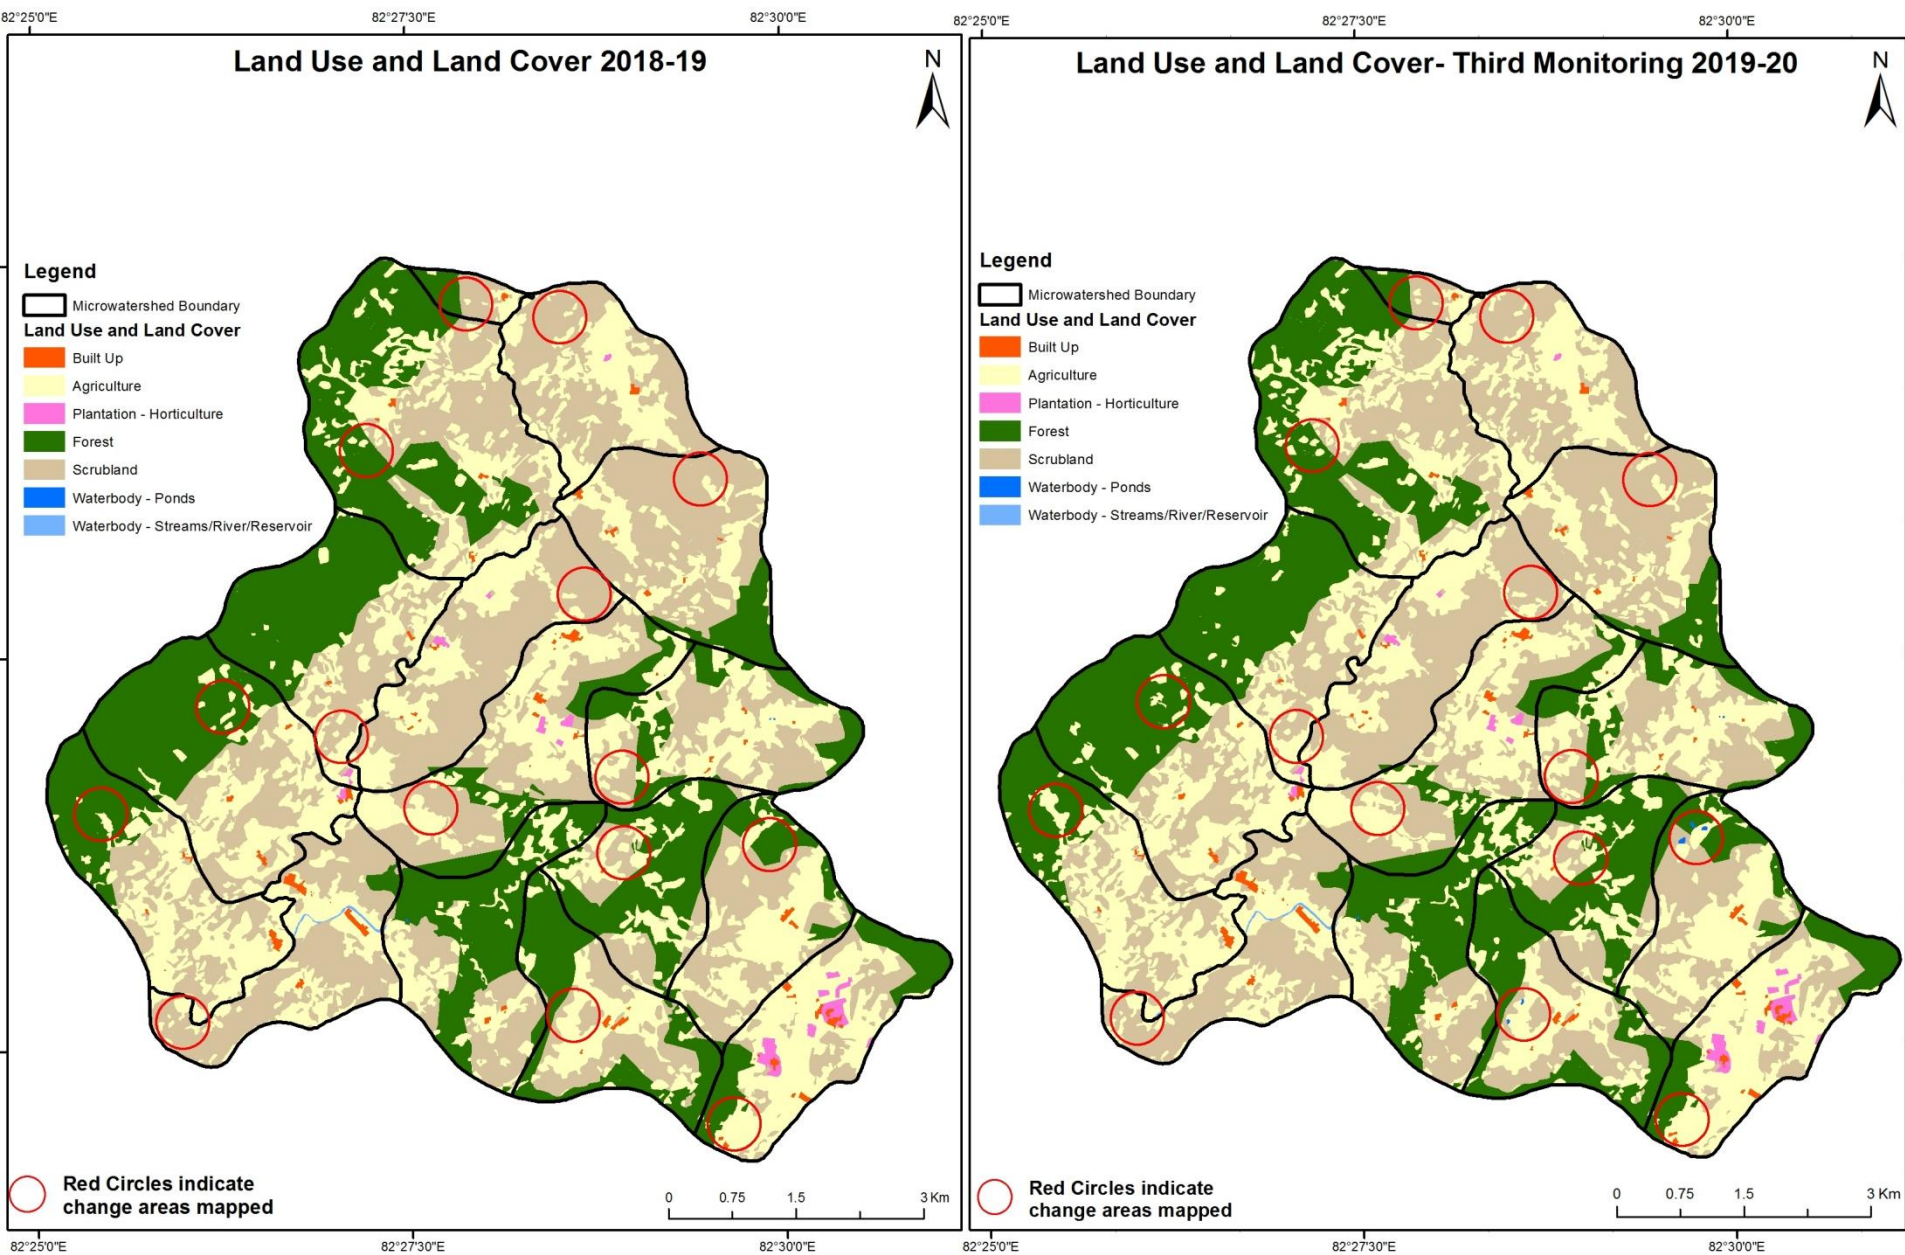 82°25'0"E 82°27'30"E 82°30'0"E
Land Use and Land Cover 2018-19
N
Legend
Microwatershed Boundary
Land Use and Land Cover
Built Up
Agriculture
Plantation - Horticulture
Forest
Scrubland
Waterbody - Ponds
Waterbody - Streams/River/Reservoir
Red Circles indicate
change areas mapped
0 0.75 1.5 3 Km
82°25'0"E 82°27'30"E 82°30'0"E
82°25'0"E 82°27'30"E 82°30'0"E
Land Use and Land Cover- Third Monitoring 2019-20
N
Legend
Microwatershed Boundary
Land Use and Land Cover
Built Up
Agriculture
Plantation - Horticulture
Forest
Scrubland
Waterbody - Ponds
Waterbody - Streams/River/Reservoir
Red Circles indicate
change areas mapped
0 0.75 1.5 3 Km
82°25'0"E 82°27'30"E 82°30'0"E